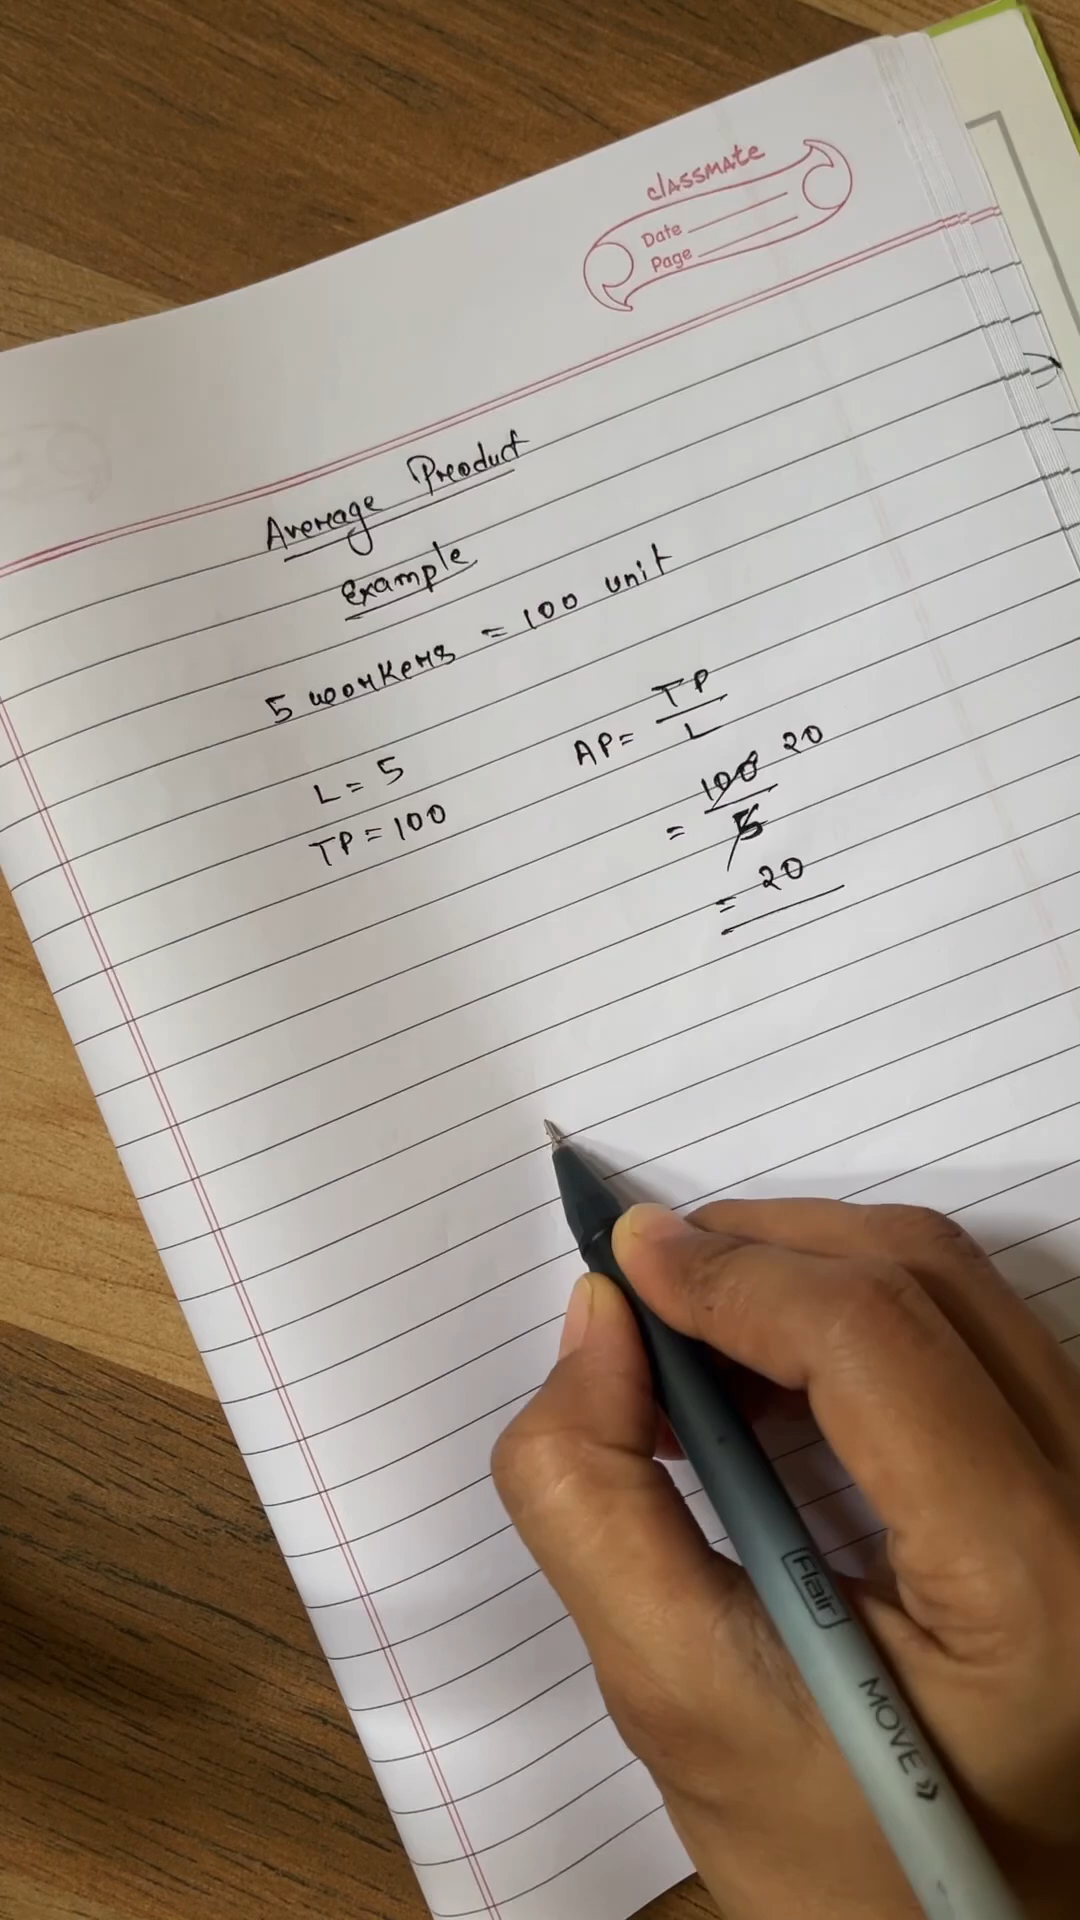 classmate
Date
Page
Average Product
Example
5 workers = 100 unit
L = 5
TP = 100
AP = TP/L
= 100/5 20
= 20
Flair MOVE »